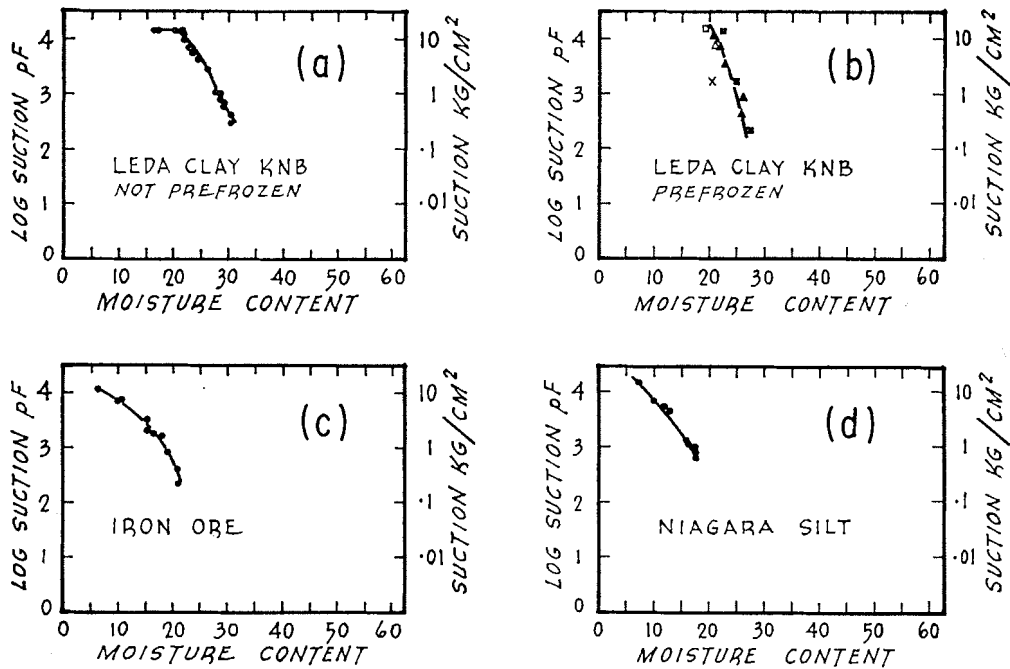 LOG SUCTION pF
4
3
2
1
0
(a)
LEDA CLAY KNB
NOT PREFROZEN
10
1
.1
.01
SUCTION KG/CM²
0 10 20 30 40 50 60
MOISTURE CONTENT
LOG SUCTION pF
4
3
2
1
0
(b)
LEDA CLAY KNB
PREFROZEN
10
1
.1
.01
SUCTION KG/CM²
0 10 20 30 40 50 60
MOISTURE CONTENT
LOG SUCTION pF
4
3
2
1
0
(c)
IRON ORE
10
1
.1
.01
SUCTION KG/CM²
0 10 20 30 40 50 60
MOISTURE CONTENT
LOG SUCTION pF
4
3
2
1
0
(d)
NIAGARA SILT
10
1
.1
.01
SUCTION KG/CM²
0 10 20 30 40 50 60
MOISTURE CONTENT